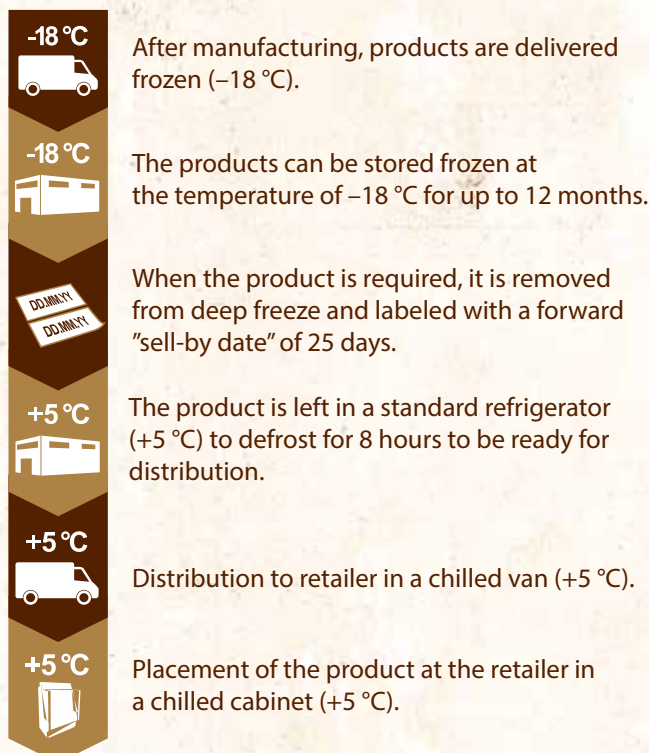 -18 °C
After manufacturing, products are delivered
frozen (–18 °C).
-18 °C
The products can be stored frozen at
the temperature of –18 °C for up to 12 months.
DD.MM.YY
DD.MM.YY
When the product is required, it is removed
from deep freeze and labeled with a forward
”sell-by date” of 25 days.
+5 °C
The product is left in a standard refrigerator
(+5 °C) to defrost for 8 hours to be ready for
distribution.
+5 °C
Distribution to retailer in a chilled van (+5 °C).
+5 °C
Placement of the product at the retailer in
a chilled cabinet (+5 °C).